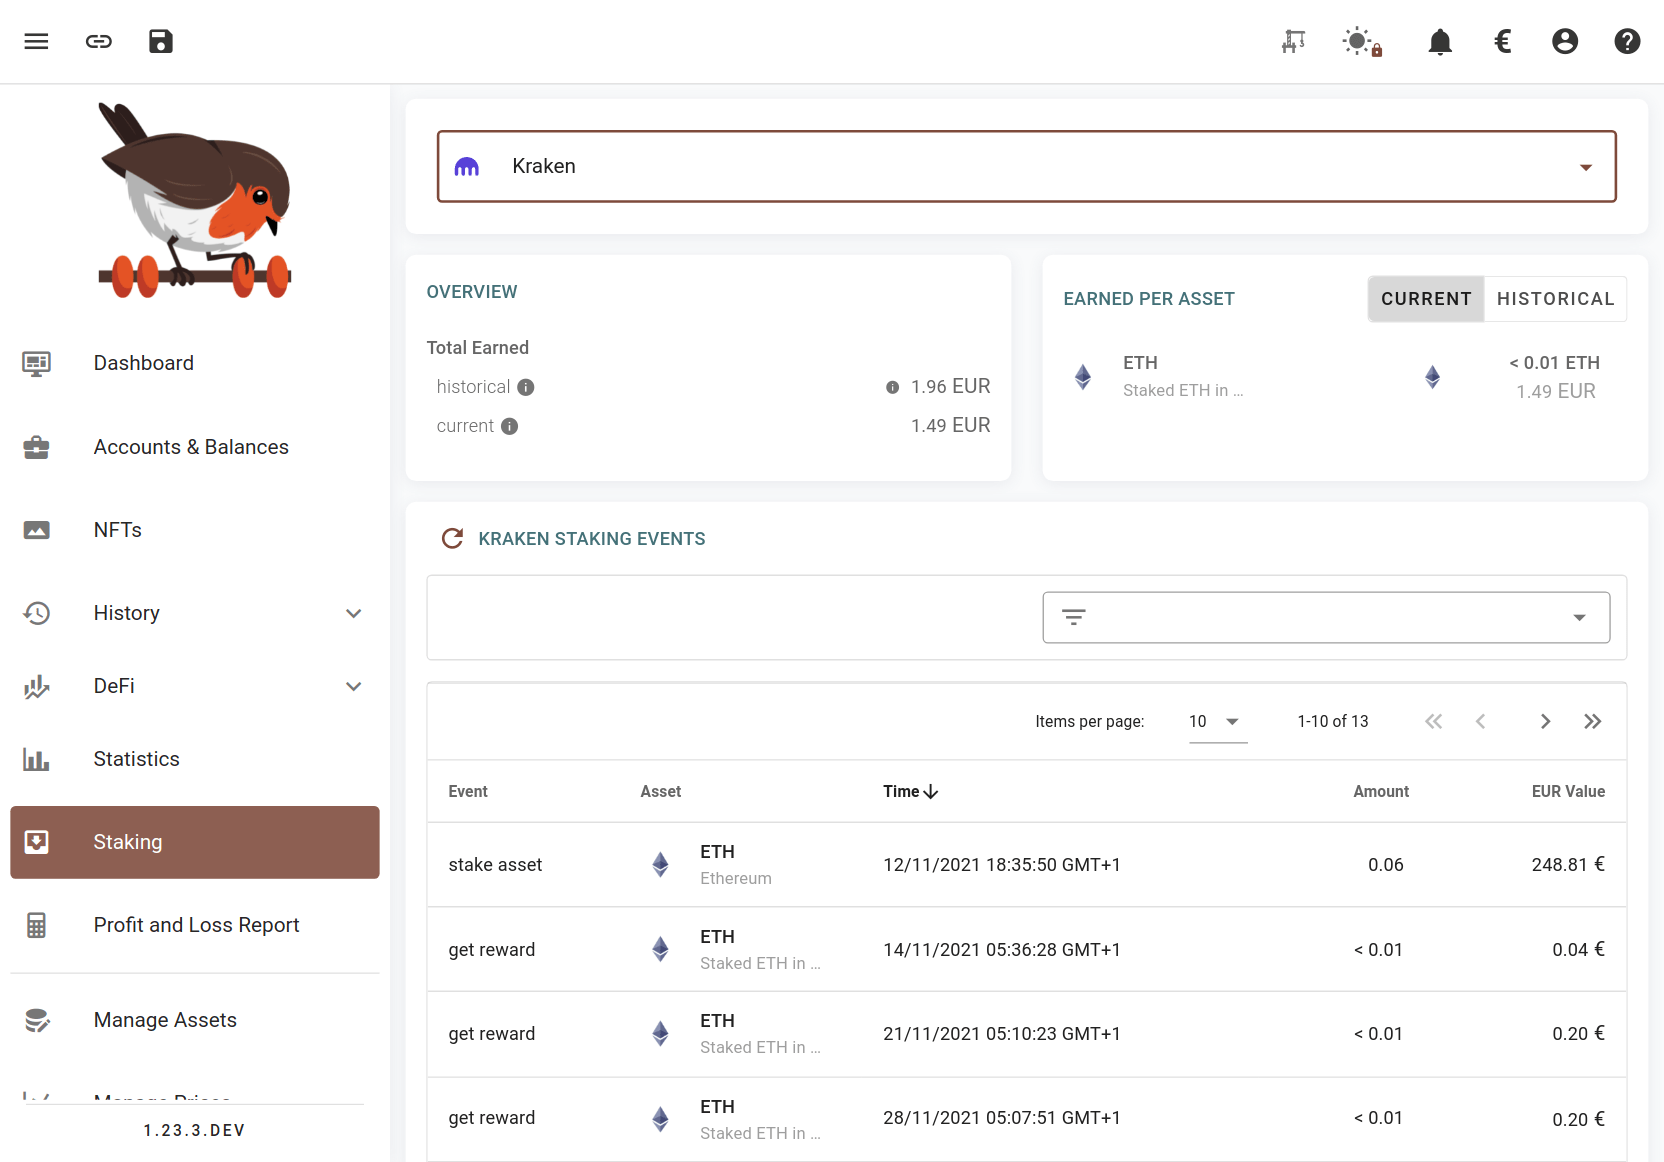 Kraken
OVERVIEW
Total Earned
historical 1.96 EUR
current 1.49 EUR
EARNED PER ASSET
CURRENT HISTORICAL
ETH < 0.01 ETH
Staked ETH in ... 1.49 EUR
Dashboard
Accounts & Balances
NFTs
History
DeFi
Statistics
Staking
Profit and Loss Report
Manage Assets
Manage Prices
1.23.3.DEV
KRAKEN STAKING EVENTS
Items per page: 10 1-10 of 13
Event Asset Time Amount EUR Value
stake asset ETH 12/11/2021 18:35:50 GMT+1 0.06 248.81 €
Ethereum
get reward ETH 14/11/2021 05:36:28 GMT+1 < 0.01 0.04 €
Staked ETH in ...
get reward ETH 21/11/2021 05:10:23 GMT+1 < 0.01 0.20 €
Staked ETH in ...
get reward ETH 28/11/2021 05:07:51 GMT+1 < 0.01 0.20 €
Staked ETH in ...